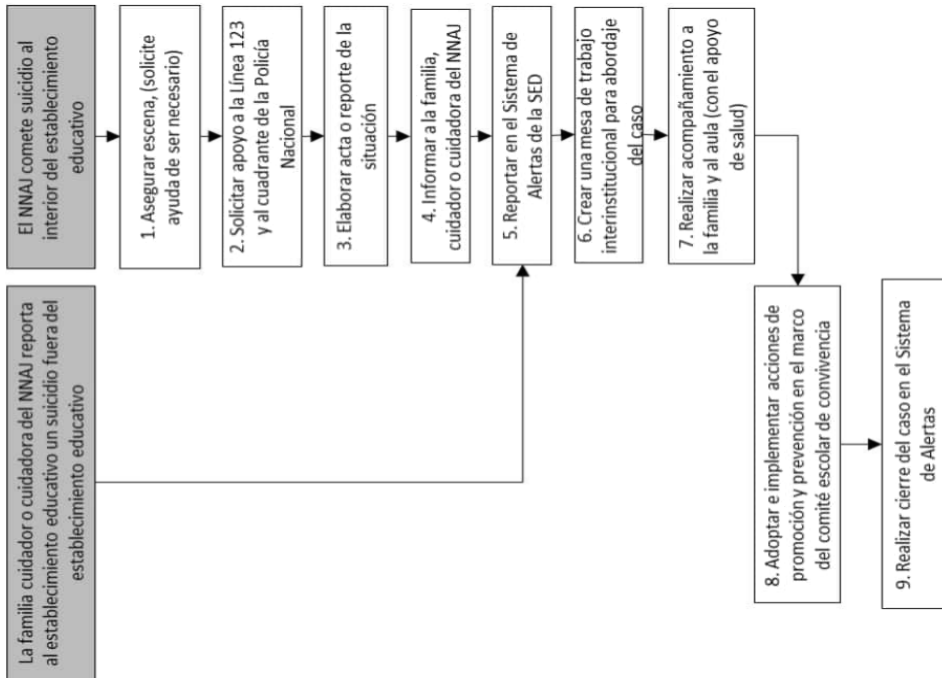 El NNAJ comete suicidio al
interior del establecimiento
educativo
1. Asegurar escena, (solicite
ayuda de ser necesario)
2. Solicitar apoyo a la Línea 123
y al cuadrante de la Policía
Nacional
3. Elaborar acta o reporte de la
situación
4. Informar a la familia,
cuidador o cuidadora del NNAJ
5. Reportar en el Sistema de
Alertas de la SED
6. Crear una mesa de trabajo
interinstitucional para abordaje
del caso
7. Realizar acompañamiento a
la familia y al aula (con el apoyo
de salud)
La familia cuidador o cuidadora del NNAJ reporta
al establecimiento educativo un suicidio fuera del
establecimiento educativo
8. Adoptar e implementar acciones de
promoción y prevención en el marco
del comité escolar de convivencia
9. Realizar cierre del caso en el Sistema
de Alertas